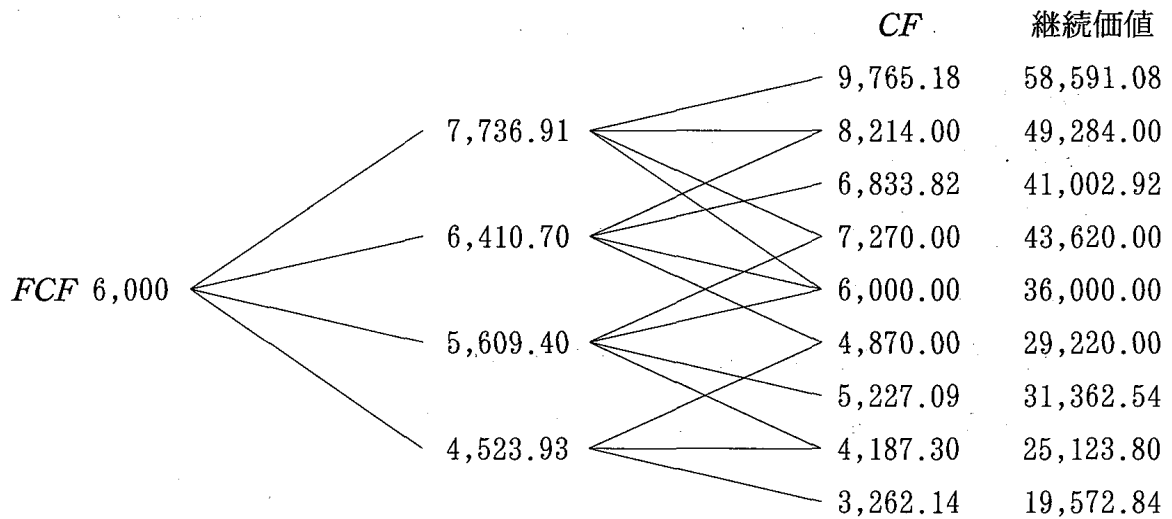 CF 継続価値
9,765.18 58,591.08
7,736.91 8,214.00 49,284.00
6,833.82 41,002.92
6,410.70 7,270.00 43,620.00
FCF 6,000 6,000.00 36,000.00
5,609.40 4,870.00 29,220.00
5,227.09 31,362.54
4,523.93 4,187.30 25,123.80
3,262.14 19,572.84